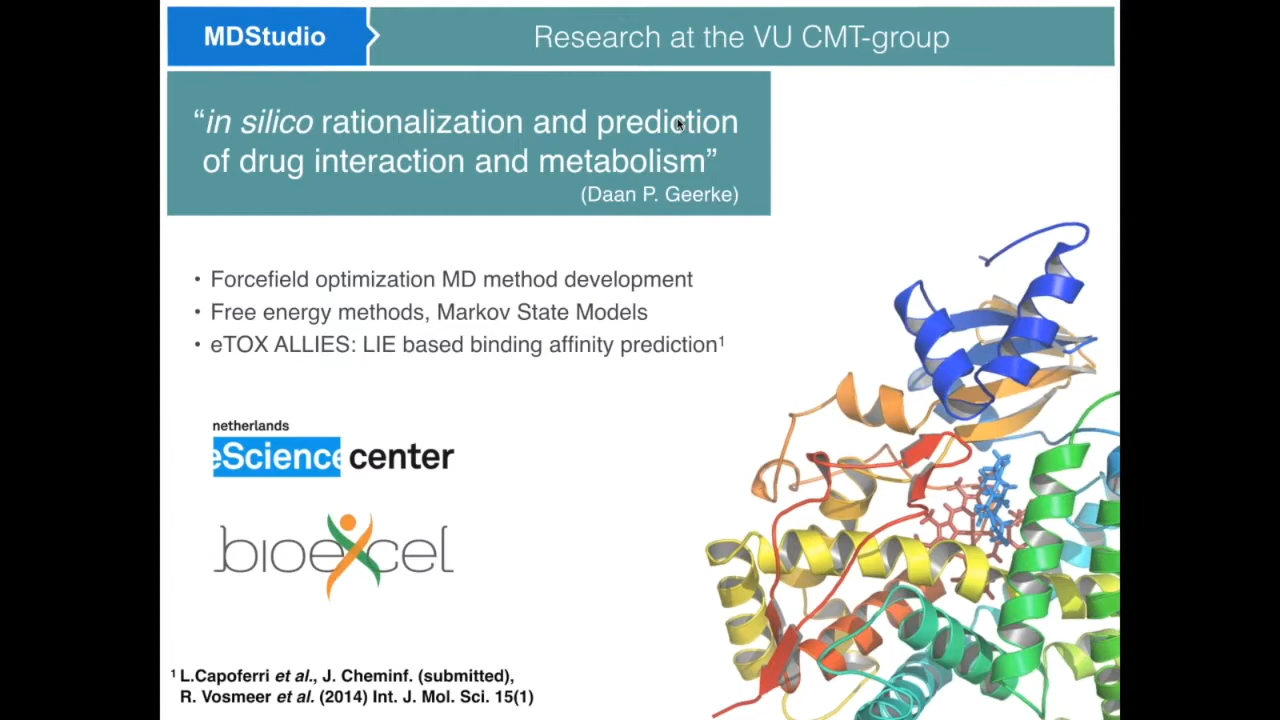 MDStudio
Research at the VU CMT-group
“in silico rationalization and prediction
of drug interaction and metabolism”
(Daan P. Geerke)
• Forcefield optimization MD method development
• Free energy methods, Markov State Models
• eTOX ALLIES: LIE based binding affinity prediction¹
netherlands
eScience center
bioexcel
¹ L.Capoferri et al., J. Cheminf. (submitted),
R. Vosmeer et al. (2014) Int. J. Mol. Sci. 15(1)